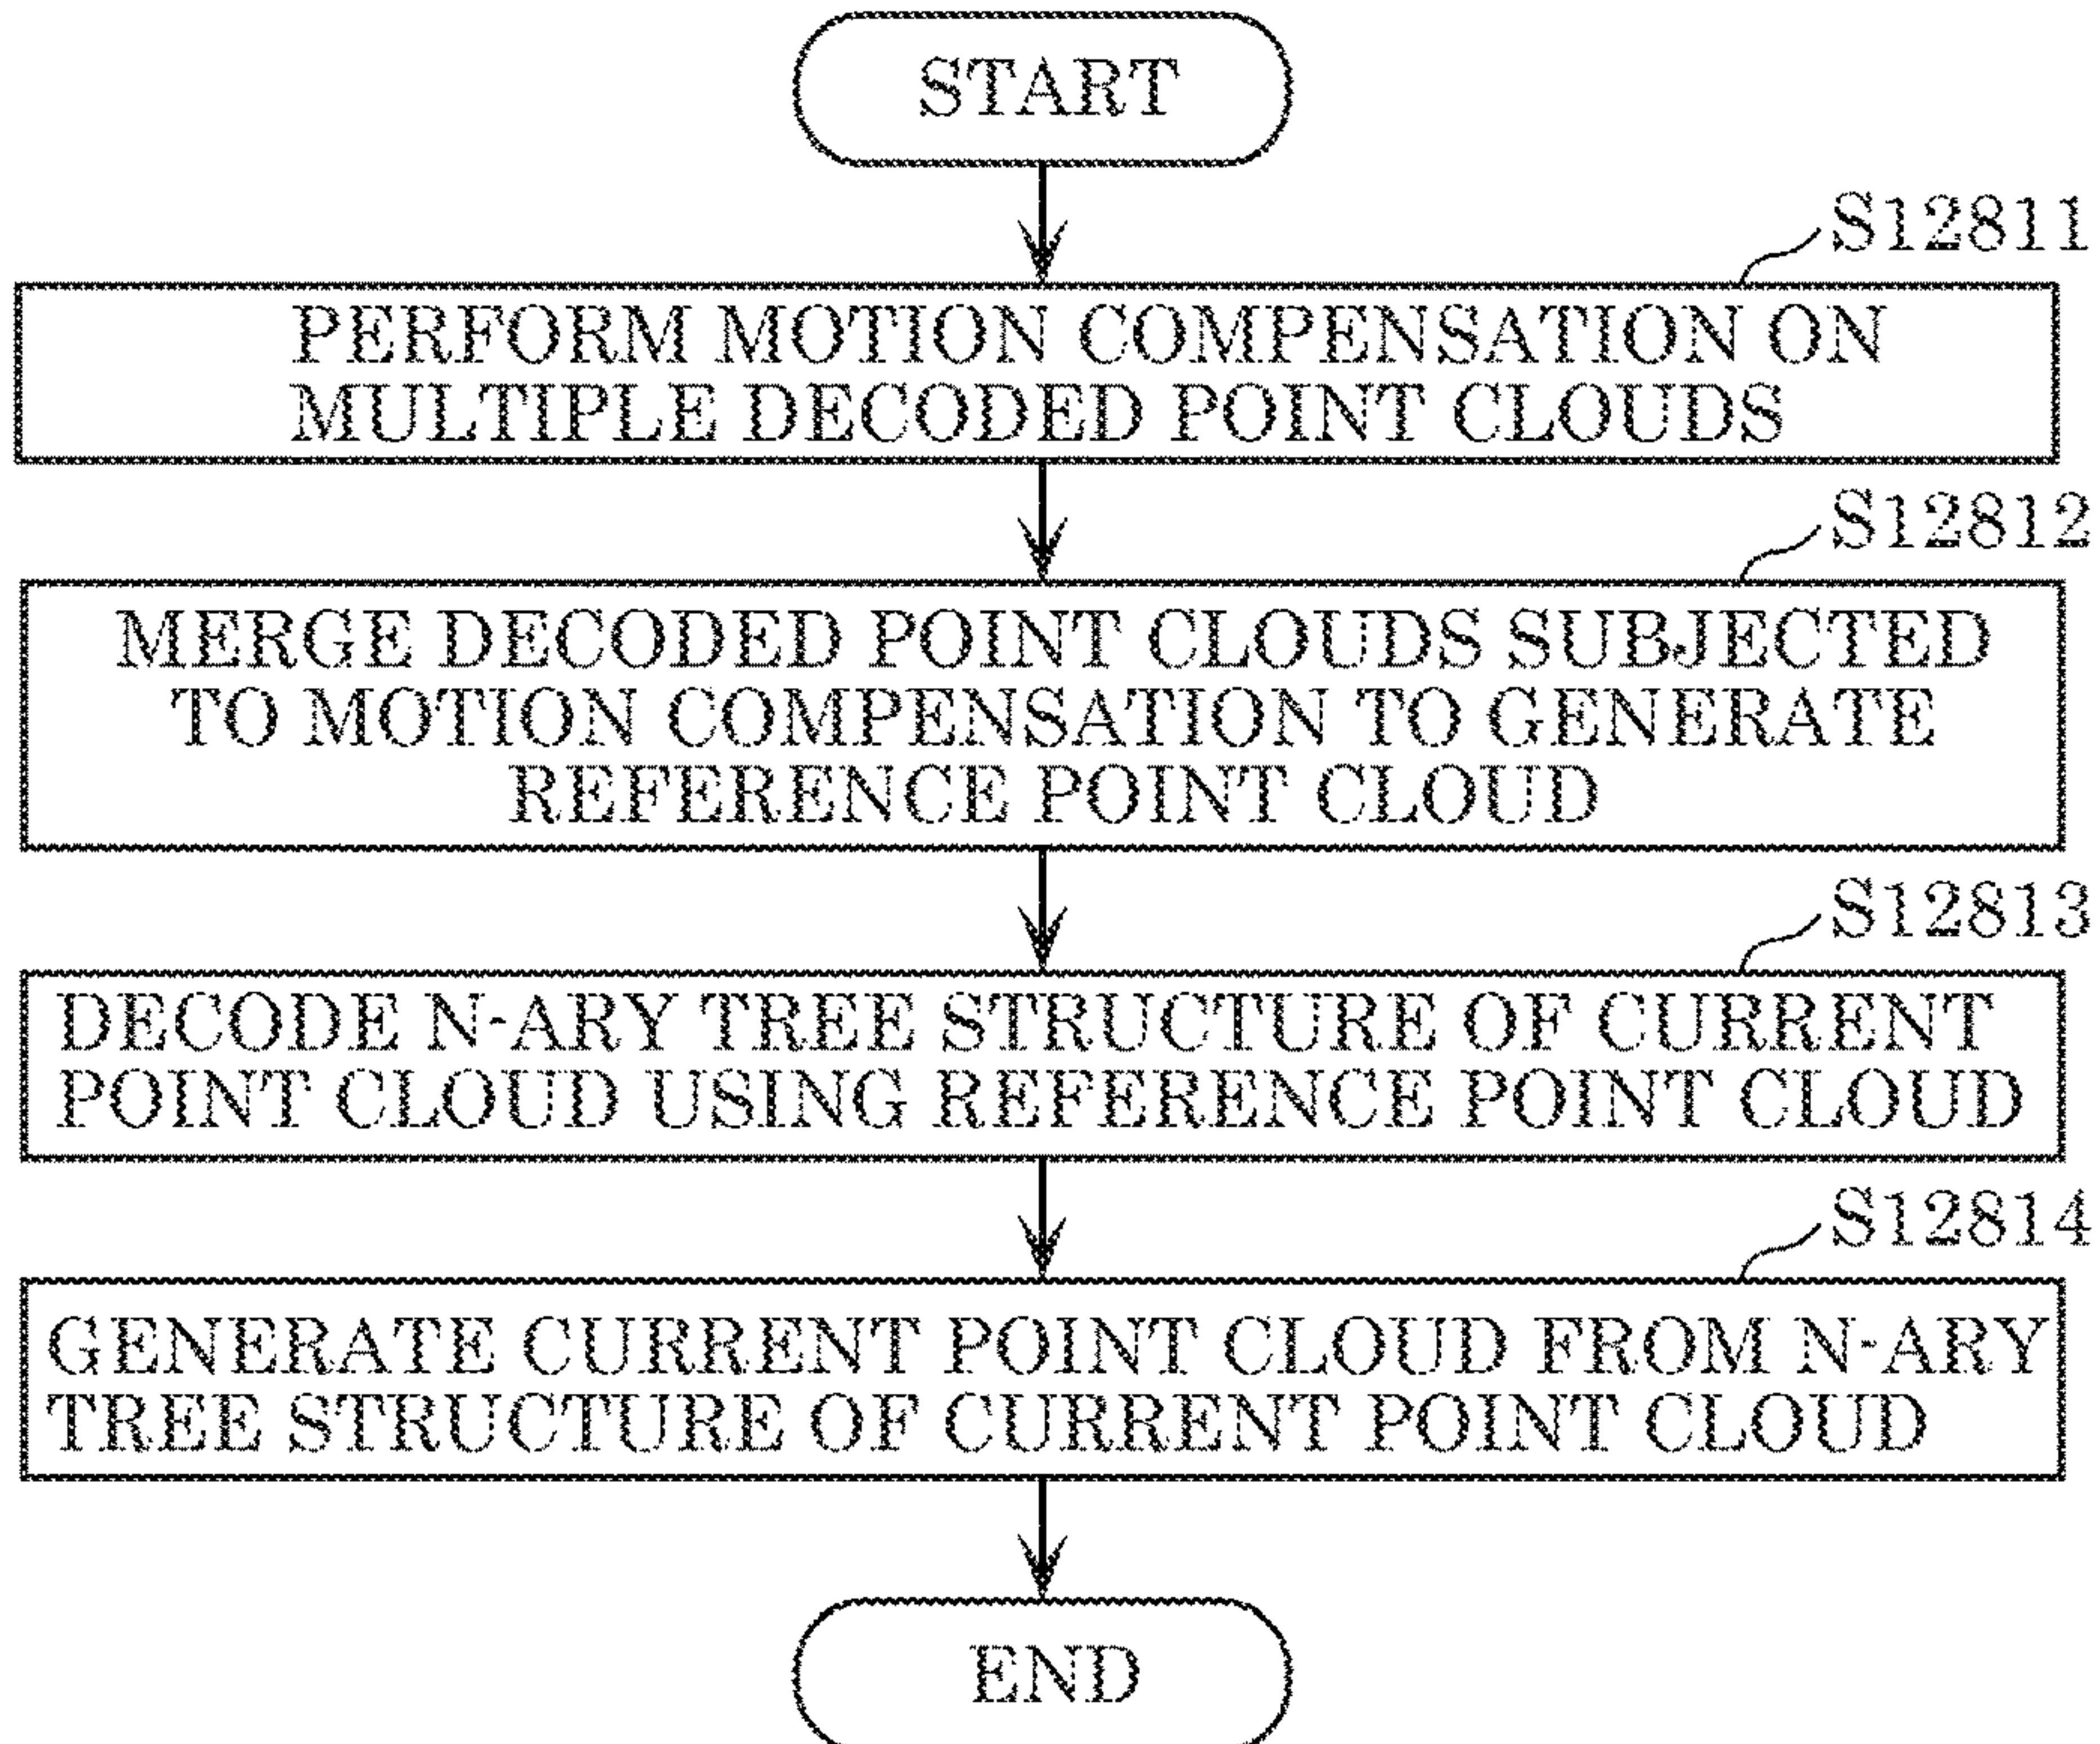 START
S12811
PERFORM MOTION COMPENSATION ON
MULTIPLE DECODED POINT CLOUDS
S12812
MERGE DECODED POINT CLOUDS SUBJECTED
TO MOTION COMPENSATION TO GENERATE
REFERENCE POINT CLOUD
S12813
DECODE N-ARY TREE STRUCTURE OF CURRENT
POINT CLOUD USING REFERENCE POINT CLOUD
S12814
GENERATE CURRENT POINT CLOUD FROM N-ARY
TREE STRUCTURE OF CURRENT POINT CLOUD
END